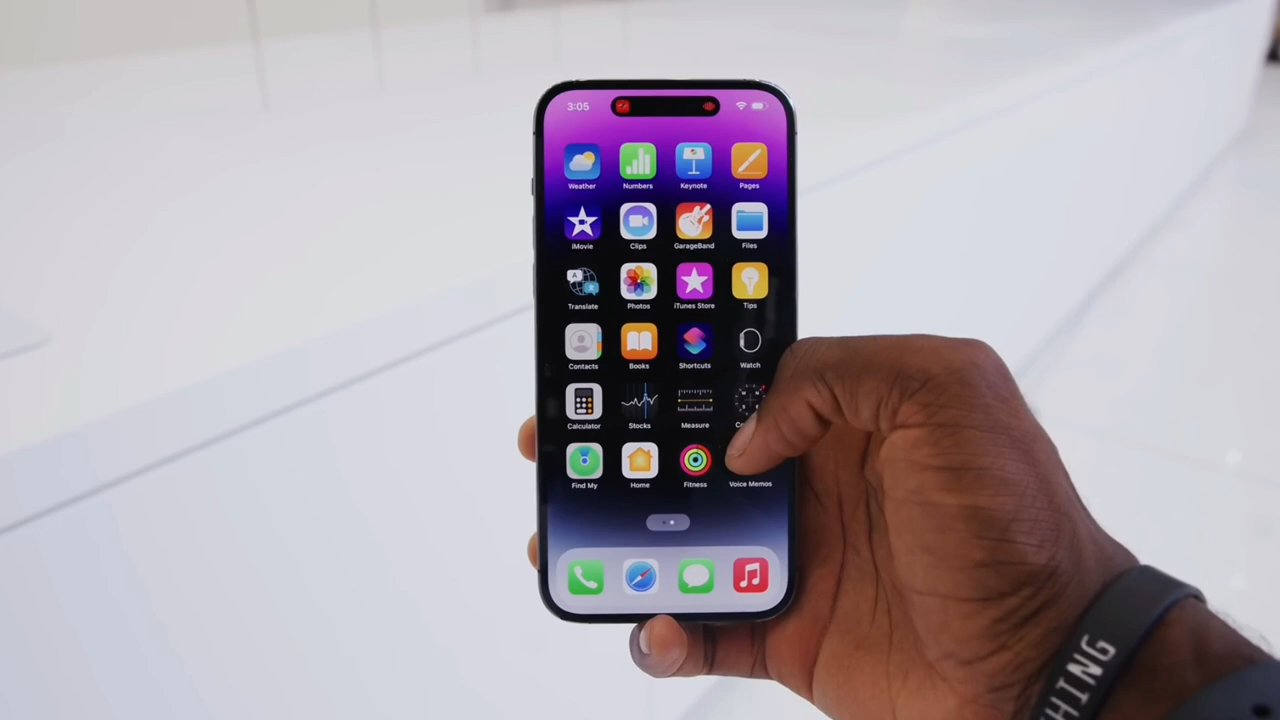 3:05
Weather Numbers Keynote Pages
iMovie Clips GarageBand Files
Translate Photos iTunes Store Tips
Contacts Books Shortcuts Watch
Calculator Stocks Measure
Find My Home Fitness Voice Memos
HING